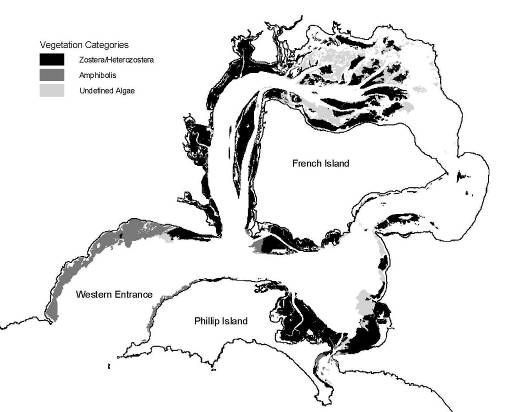 Vegetation Categories
Zostera/Heterozostera
Amphibolis
Undefined Algae
French Island
Western Entrance
Phillip Island